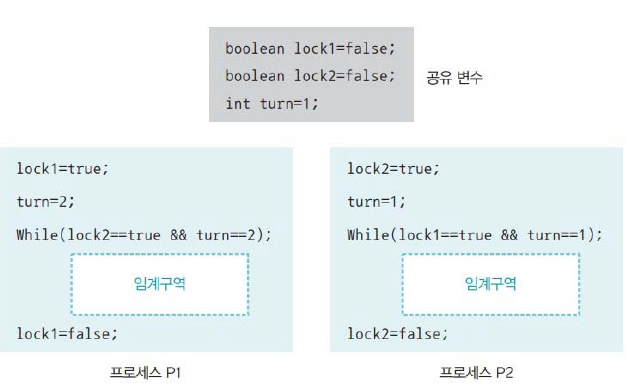 boolean lock1=false;
boolean lock2=false;
int turn=1;
공유 변수
lock1=true;
turn=2;
While(lock2==true && turn==2);
임계구역
lock1=false;
프로세스 P1
lock2=true;
turn=1;
While(lock1==true && turn==1);
임계구역
lock2=false;
프로세스 P2